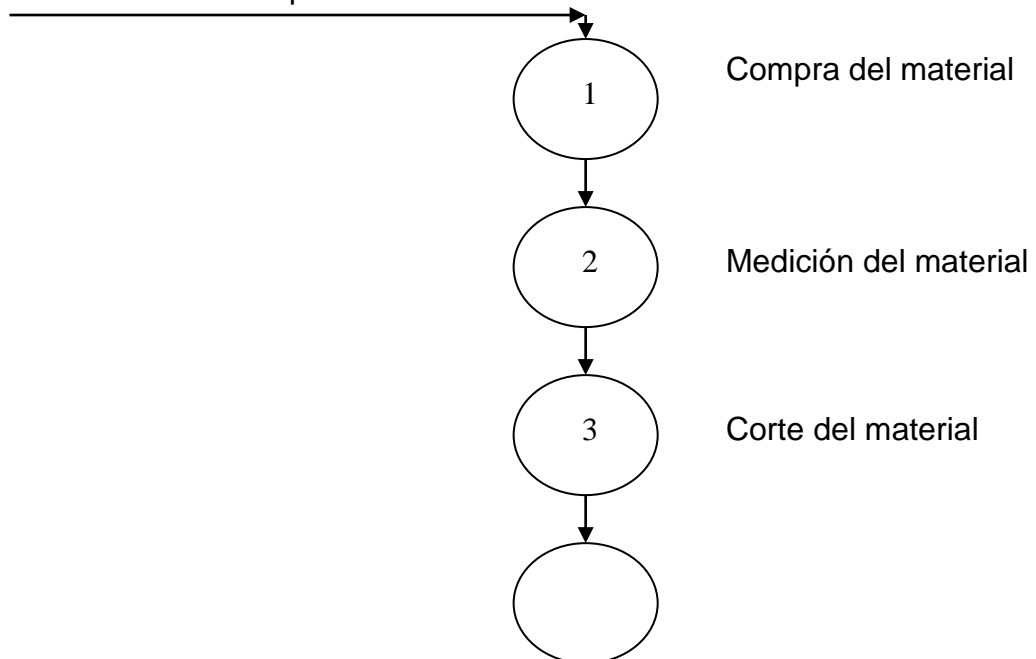 1
Compra del material
2
Medición del material
3
Corte del material